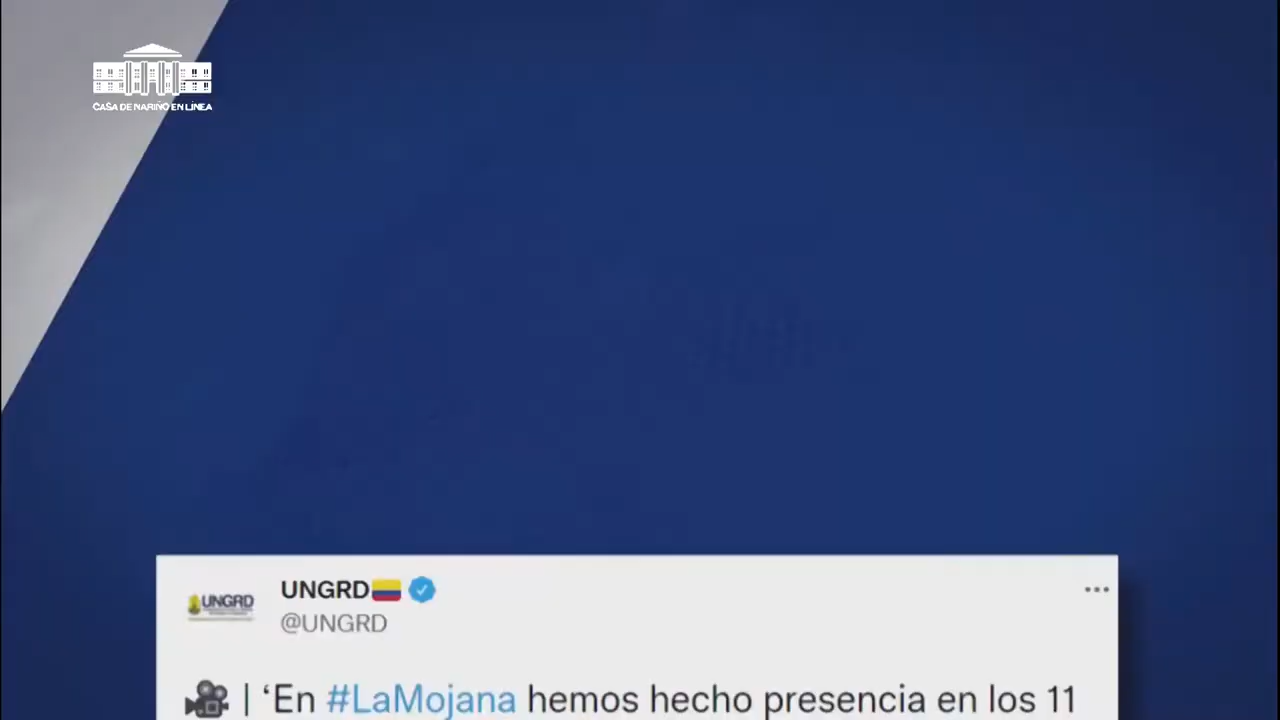 CASA DE NARIÑO EN LÍNEA
UNGRD
UNGRD
@UNGRD
| ‘En #LaMojana hemos hecho presencia en los 11